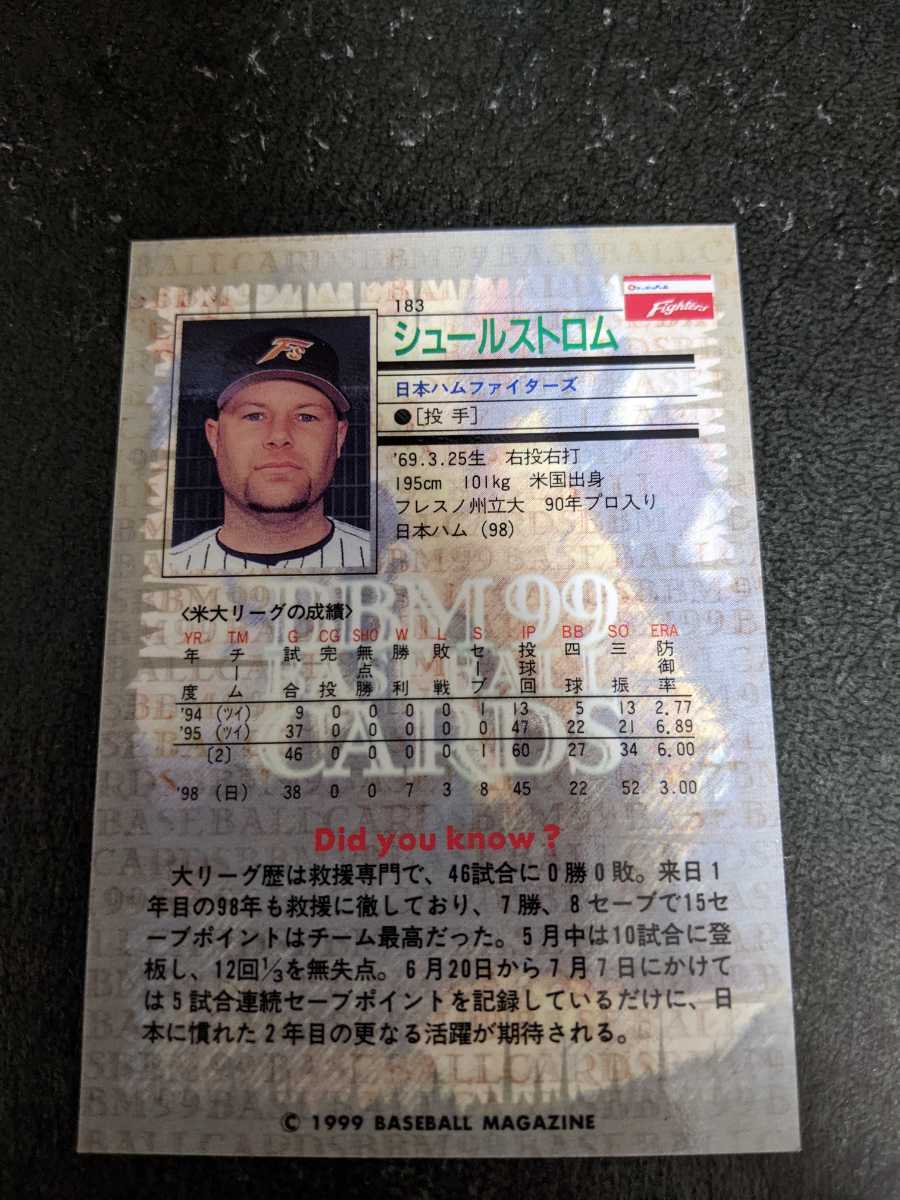 183
シュールストロム
Fighters
日本ハムファイターズ
●[投 手]
'69.3.25生 右投右打
195cm 101kg 米国出身
フレスノ州立大 90年プロ入り
日本ハム (98)
FS
BBM 99
BASEBALL
CARDS
〈米大リーグの成績〉
YR TM G CG SHO W L S IP BB SO ERA
年度 チーム 試合 完投 無点勝 勝利 敗戦 セーブ 投球回 四球 三振 防御率
'94 (ツイ) 9 0 0 0 0 1 13 5 13 2.77
'95 (ツイ) 37 0 0 0 0 0 47 22 21 6.89
〔2〕 46 0 0 0 0 1 60 27 34 6.00
'98 (日) 38 0 0 7 3 8 45 22 52 3.00
Did you know ?
大リーグ歴は救援専門で、46試合に0勝0敗。来日1
年目の98年も救援に徹しており、7勝、8セーブで15セ
ーブポイントはチーム最高だった。5月中は10試合に登
板し、12回⅓を無失点。6月20日から7月7日にかけて
は5試合連続セーブポイントを記録しているだけに、日
本に慣れた2年目の更なる活躍が期待される。
© 1999 BASEBALL MAGAZINE